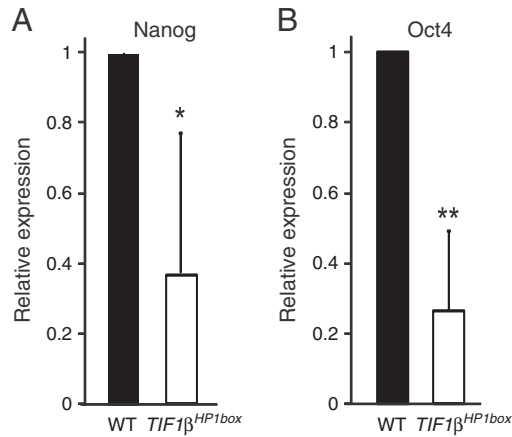 A Nanog
Relative expression
1
0.8
0.6
0.4
0.2
0
*
WT TIF1β^HP1box
B Oct4
Relative expression
1
0.8
0.6
0.4
0.2
0
**
WT TIF1β^HP1box